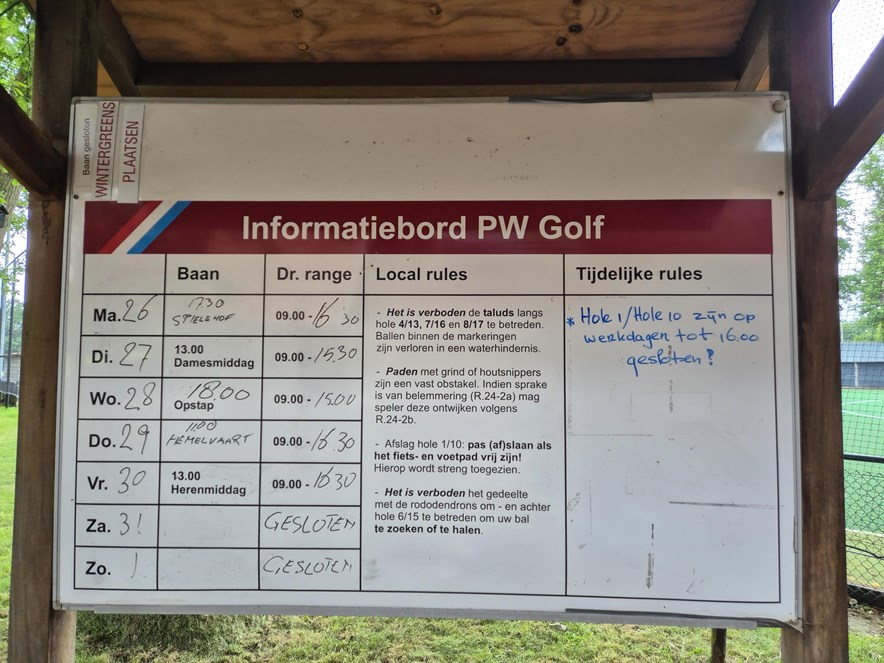 Baan gesloten
WINTERGREENS
PLAATSEN
Informatiebord PW Golf
Baan
Dr. range
Local rules
Tijdelijke rules
Ma. 26
17.30
SPIELEHOF
09.00 - 16 30
Di. 27
13.00
Damesmiddag
09.00 - 15.30
Wo. 28
18.00
Opstap
09.00 - 15.00
Do. 29
11.00
HEMELVAART
09.00 - 16.30
Vr. 30
13.00
Herenmiddag
09.00 - 16 30
Za. 31
GESLOTEN
Zo. 1
GESLOTEN
- Het is verboden de taluds langs
hole 4/13, 7/16 en 8/17 te betreden.
Ballen binnen de markeringen
zijn verloren in een waterhindernis.
- Paden met grind of houtsnippers
zijn een vast obstakel. Indien sprake
is van belemmering (R.24-2a) mag
speler deze ontwijken volgens
R.24-2b.
- Afslag hole 1/10: pas (af)slaan als
het fiets- en voetpad vrij zijn!
Hierop wordt streng toegezien.
- Het is verboden het gedeelte
met de rododendrons om - en achter
hole 6/15 te betreden om uw bal
te zoeken of te halen.
* Hole 1/Hole 10 zijn op
werkdagen tot 16.00
gesloten!